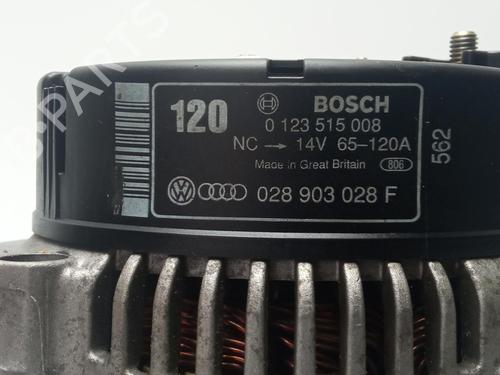 120
BOSCH
0 123 515 008
NC → 14V 65-120A
Made in Great Britain 806
028 903 028 F
562